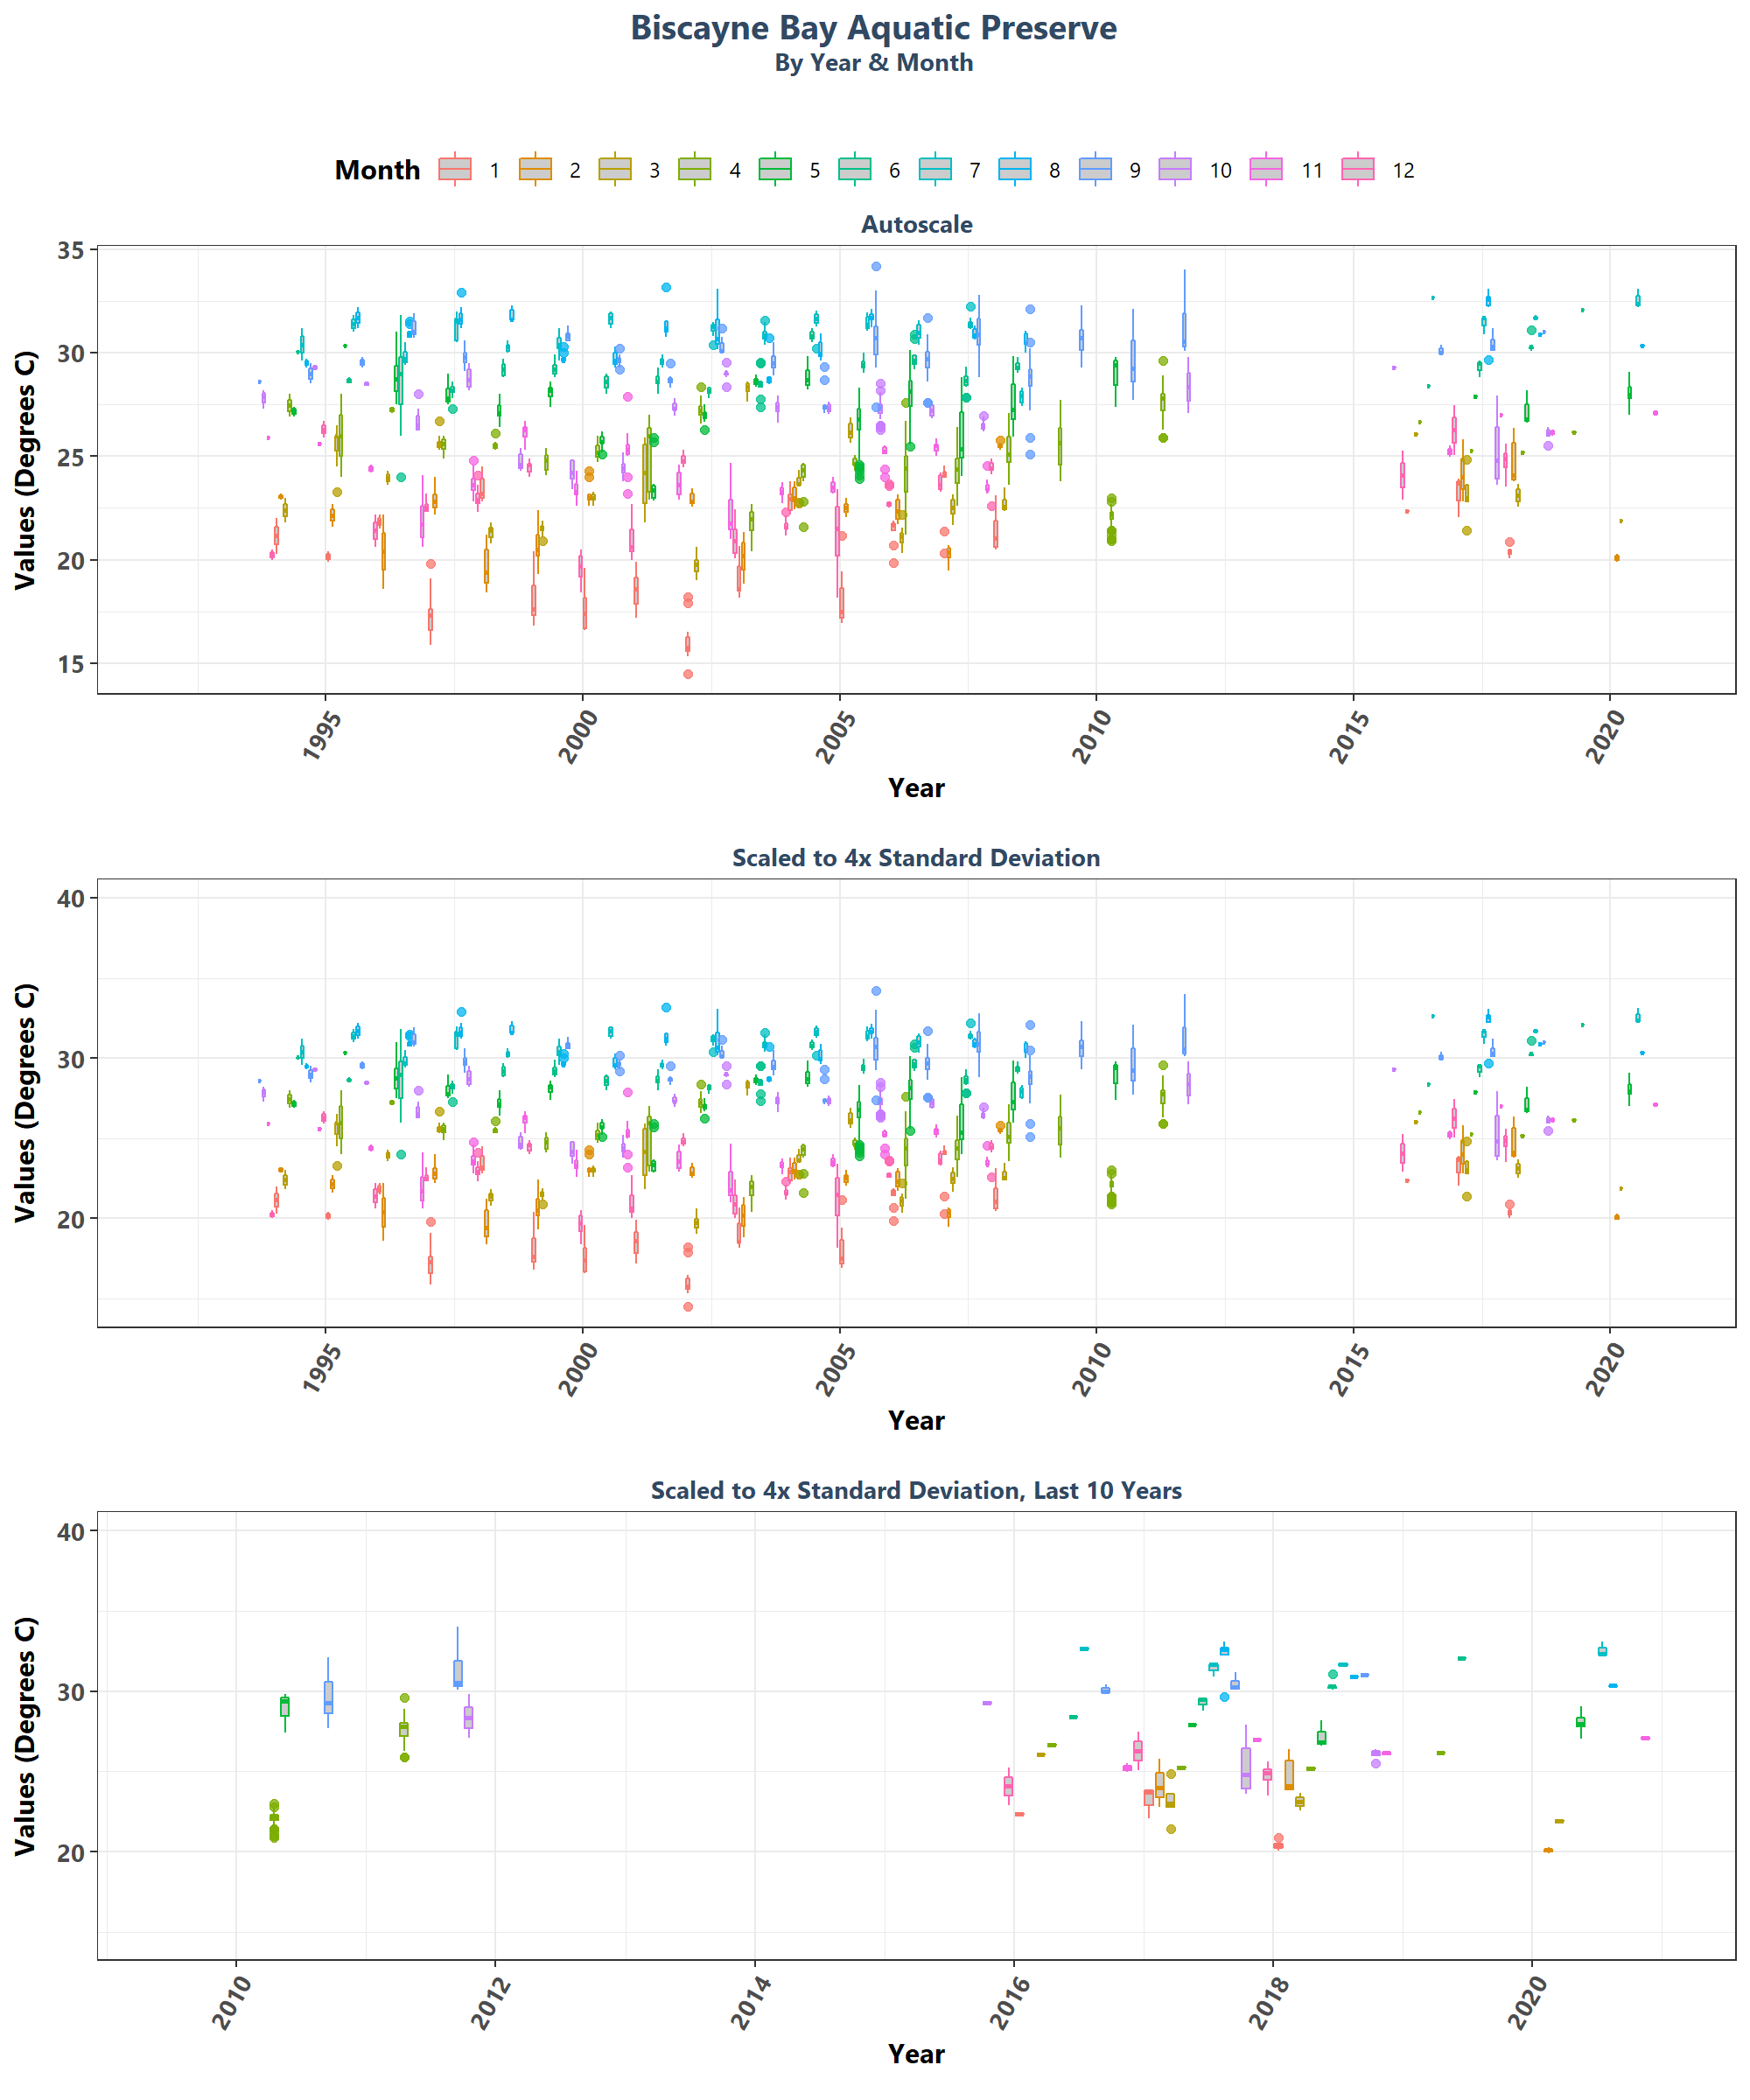 Biscayne Bay Aquatic Preserve
By Year & Month
Month 1 2 3 4 5 6 7 8 9 10 11 12
Autoscale
35
30
25
20
15
Values (Degrees C)
1995 2000 2005 2010 2015 2020
Year
Scaled to 4x Standard Deviation
40
30
20
Values (Degrees C)
1995 2000 2005 2010 2015 2020
Year
Scaled to 4x Standard Deviation, Last 10 Years
40
30
20
Values (Degrees C)
2010 2012 2014 2016 2018 2020
Year